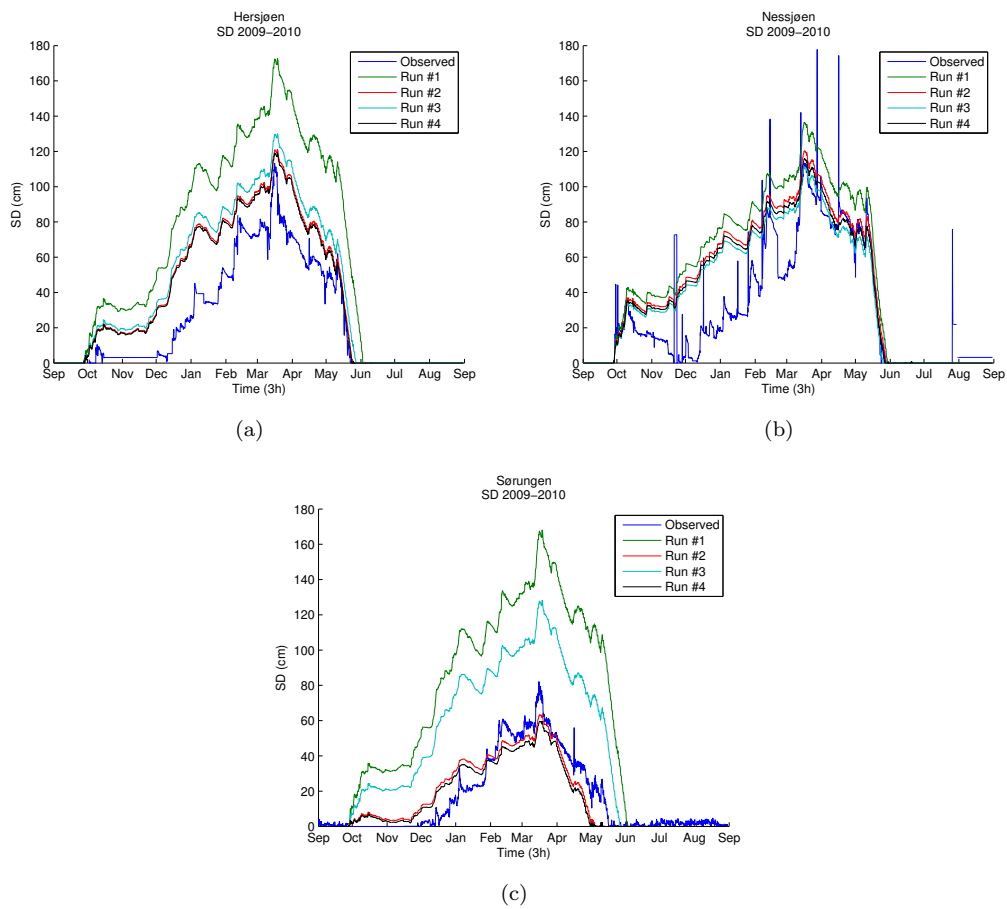 Hersjøen
SD 2009−2010
180
160
140
120
100
80
60
40
20
0
SD (cm)
Observed
Run #1
Run #2
Run #3
Run #4
Sep Oct Nov Dec Jan Feb Mar Apr May Jun Jul Aug Sep
Time (3h)
(a)
Nessjøen
SD 2009−2010
180
160
140
120
100
80
60
40
20
0
SD (cm)
Observed
Run #1
Run #2
Run #3
Run #4
Sep Oct Nov Dec Jan Feb Mar Apr May Jun Jul Aug Sep
Time (3h)
(b)
Sørungen
SD 2009−2010
180
160
140
120
100
80
60
40
20
0
SD (cm)
Observed
Run #1
Run #2
Run #3
Run #4
Sep Oct Nov Dec Jan Feb Mar Apr May Jun Jul Aug Sep
Time (3h)
(c)